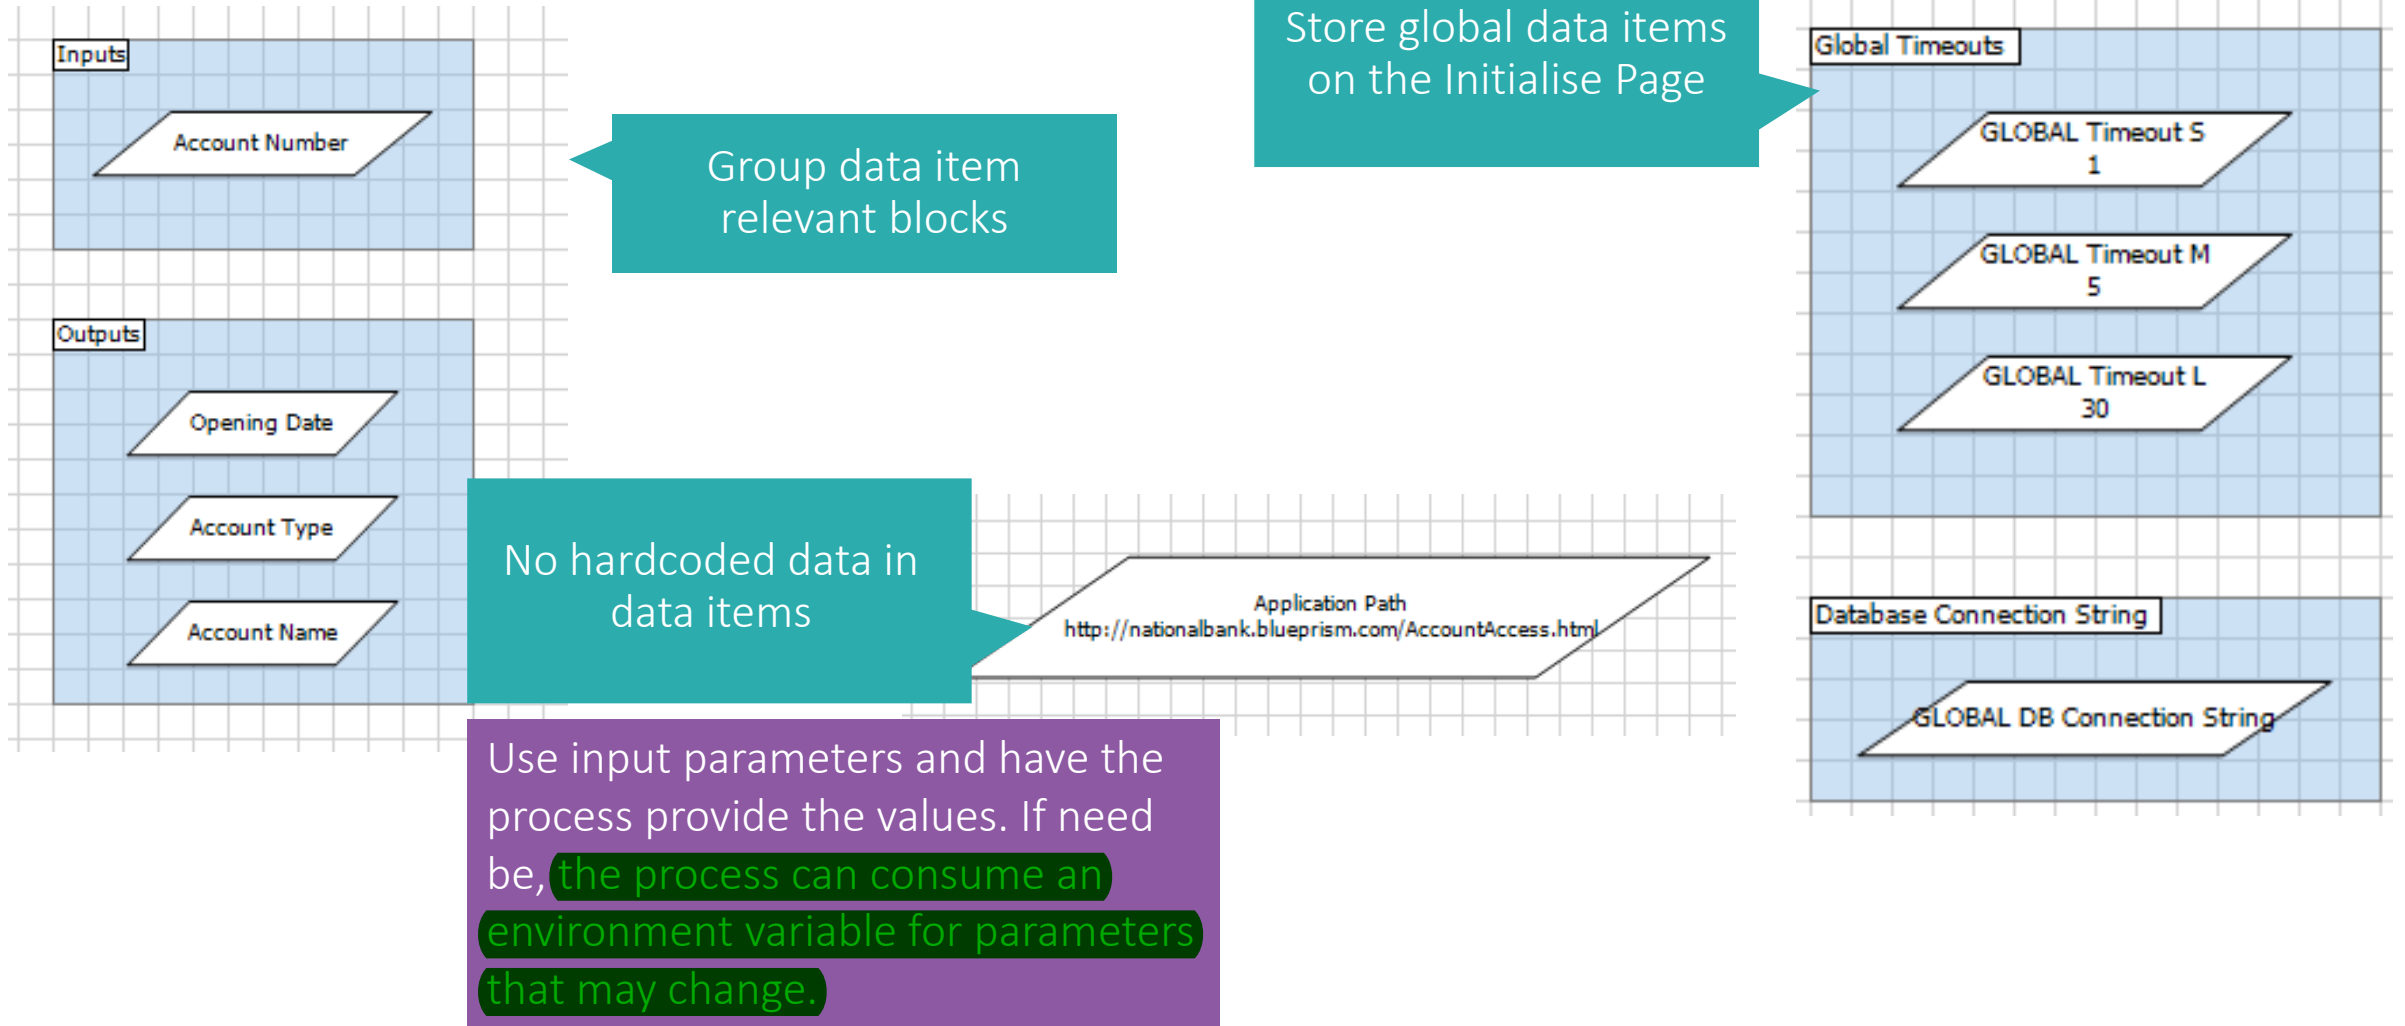 Inputs
Account Number
Outputs
Opening Date
Account Type
Account Name
Group data item
relevant blocks
Store global data items
on the Initialise Page
Global Timeouts
GLOBAL Timeout S
1
GLOBAL Timeout M
5
GLOBAL Timeout L
30
Database Connection String
GLOBAL DB Connection String
No hardcoded data in
data items
Application Path
http://nationalbank.blueprism.com/AccountAccess.html
Use input parameters and have the
process provide the values. If need
be, the process can consume an
environment variable for parameters
that may change.